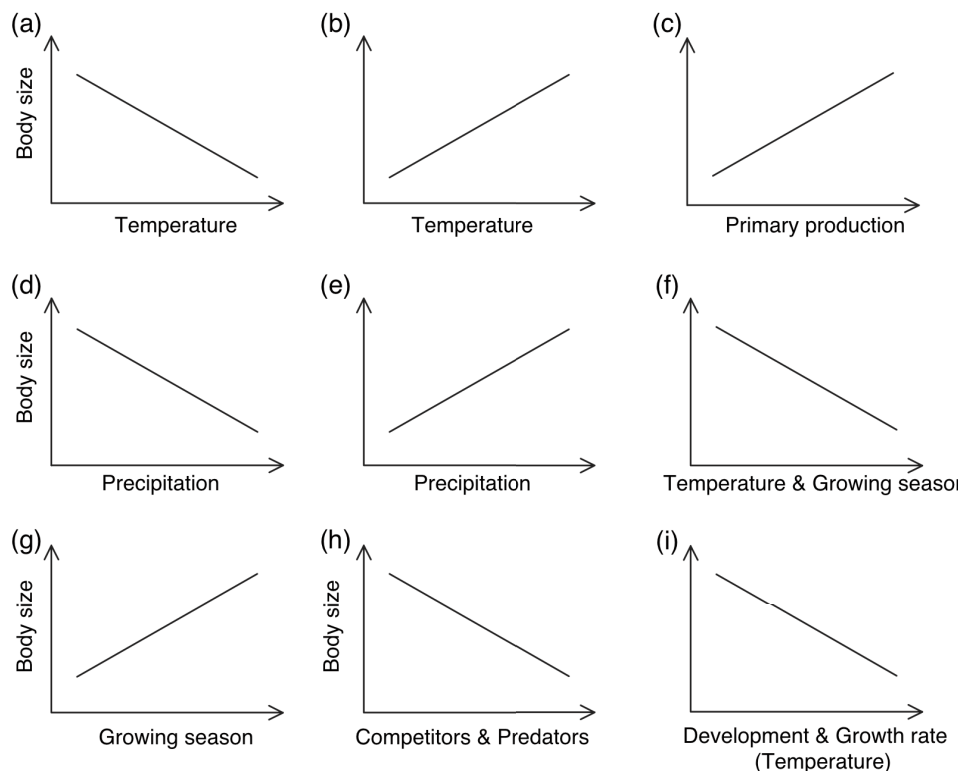 (a)
Body size
Temperature
(b)
Temperature
(c)
Primary production
(d)
Body size
Precipitation
(e)
Precipitation
(f)
Temperature & Growing season
(g)
Body size
Growing season
(h)
Body size
Competitors & Predators
(i)
Development & Growth rate
(Temperature)